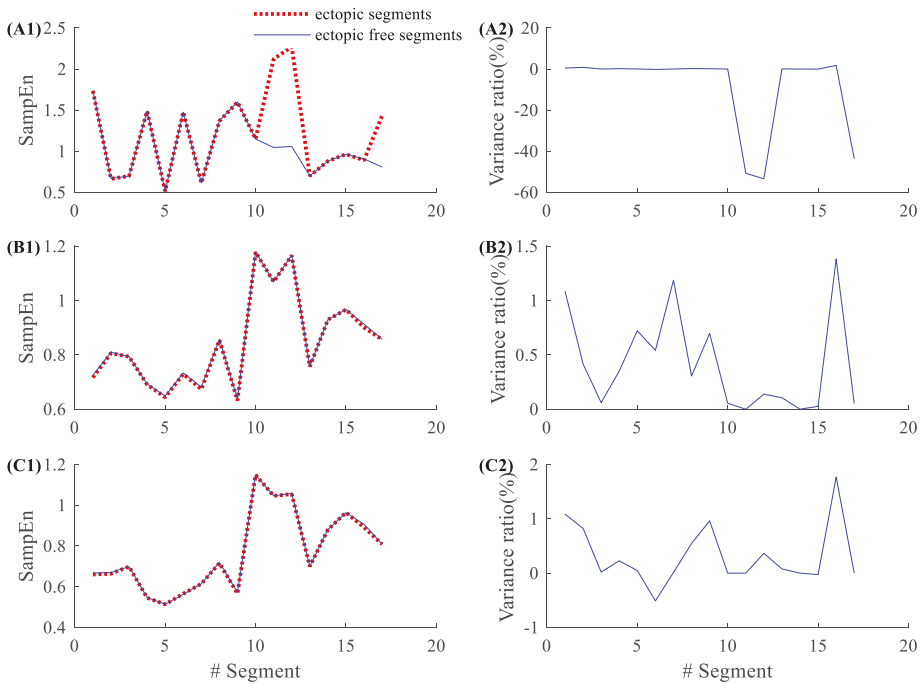 ectopic segments
ectopic free segments
(A1)
2.5
2
1.5
1
0.5
SampEn
0 5 10 15 20
(A2)
20
0
-20
-40
-60
Variance ratio(%)
0 5 10 15 20
(B1)
1.2
1
0.8
0.6
SampEn
0 5 10 15 20
(B2)
1.5
1
0.5
0
Variance ratio(%)
0 5 10 15 20
(C1)
1.2
1
0.8
0.6
0.4
SampEn
0 5 10 15 20
# Segment
(C2)
2
1
0
-1
Variance ratio(%)
0 5 10 15 20
# Segment